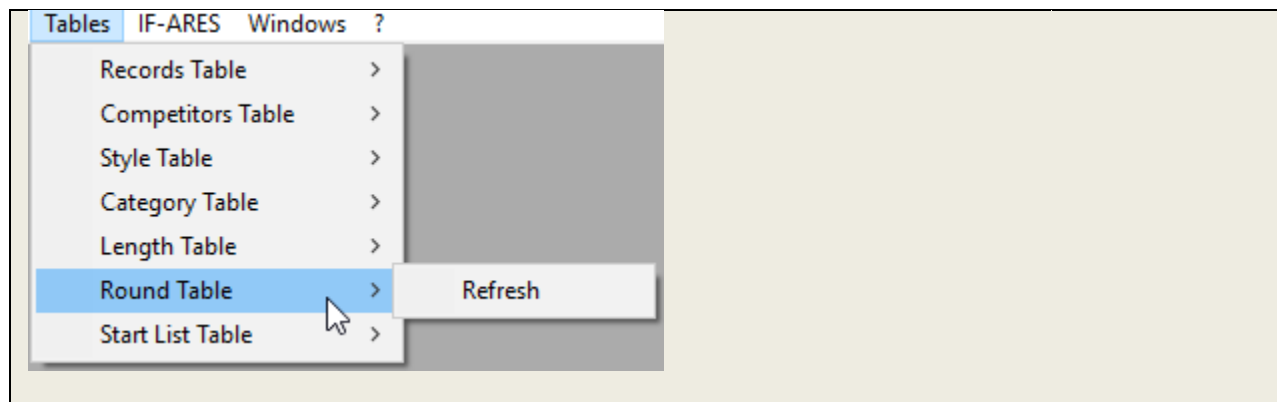 Tables IF-ARES Windows ?
Records Table >
Competitors Table >
Style Table >
Category Table >
Length Table >
Round Table > Refresh
Start List Table >